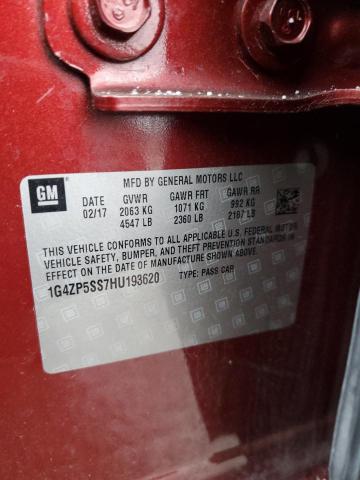 GM
MFD BY GENERAL MOTORS LLC
DATE GVWR GAWR FRT GAWR RR
02/17 2063 KG 1071 KG 992 KG
4547 LB 2360 LB 2187 LB
THIS VEHICLE CONFORMS TO ALL APPLICABLE U.S. FEDERAL
VEHICLE SAFETY, BUMPER, AND THEFT PREVENTION STANDARDS IN
EFFECT ON THE DATE OF MANUFACTURE SHOWN ABOVE.
1G4ZP5SS7HU193620 TYPE: PASS CAR